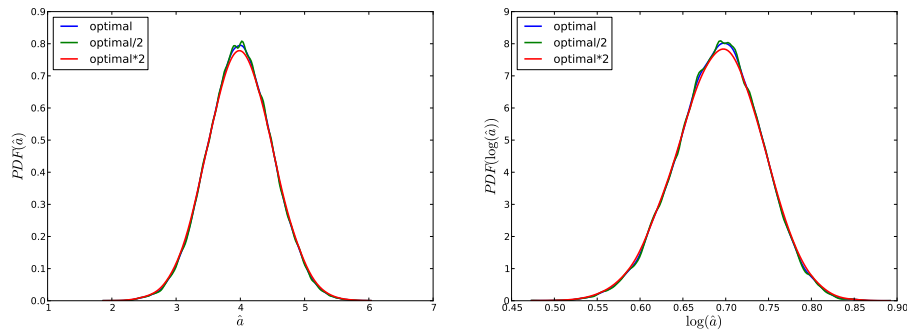 optimal
optimal/2
optimal*2
PDF(â)
0.0 0.1 0.2 0.3 0.4 0.5 0.6 0.7 0.8 0.9
1 2 3 4 5 6 7
â
optimal
optimal/2
optimal*2
PDF(log(â))
0 1 2 3 4 5 6 7 8 9
0.45 0.50 0.55 0.60 0.65 0.70 0.75 0.80 0.85 0.90
log(â)